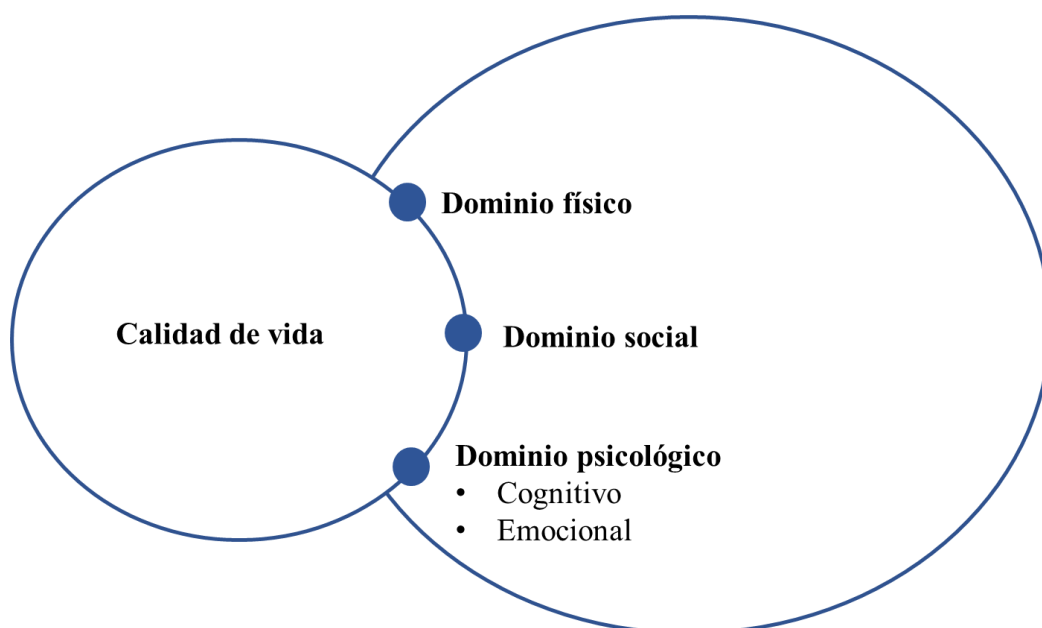 Dominio físico
Calidad de vida
Dominio social
Dominio psicológico
• Cognitivo
• Emocional